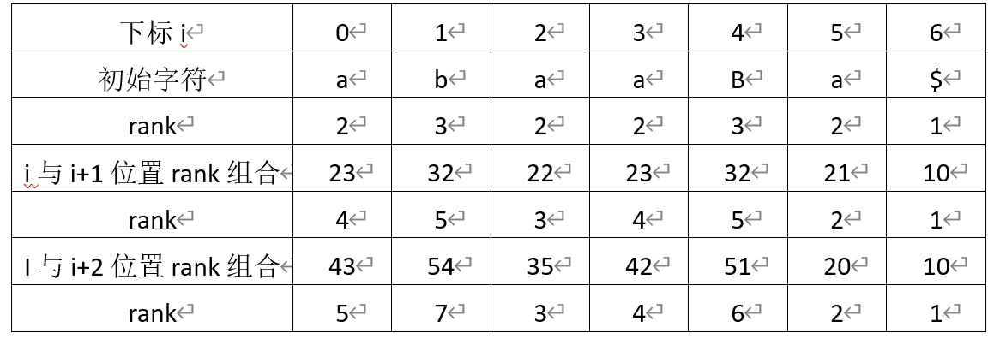 下标 i 0 1 2 3 4 5 6
初始字符 a b a a B a $
rank 2 3 2 2 3 2 1
i 与 i+1 位置 rank 组合 23 32 22 23 32 21 10
rank 4 5 3 4 5 2 1
I 与 i+2 位置 rank 组合 43 54 35 42 51 20 10
rank 5 7 3 4 6 2 1